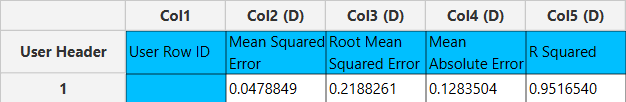 Col1 Col2 (D) Col3 (D) Col4 (D) Col5 (D)
User Header User Row ID Mean Squared Error Root Mean Squared Error Mean Absolute Error R Squared
1 0.0478849 0.2188261 0.1283504 0.9516540